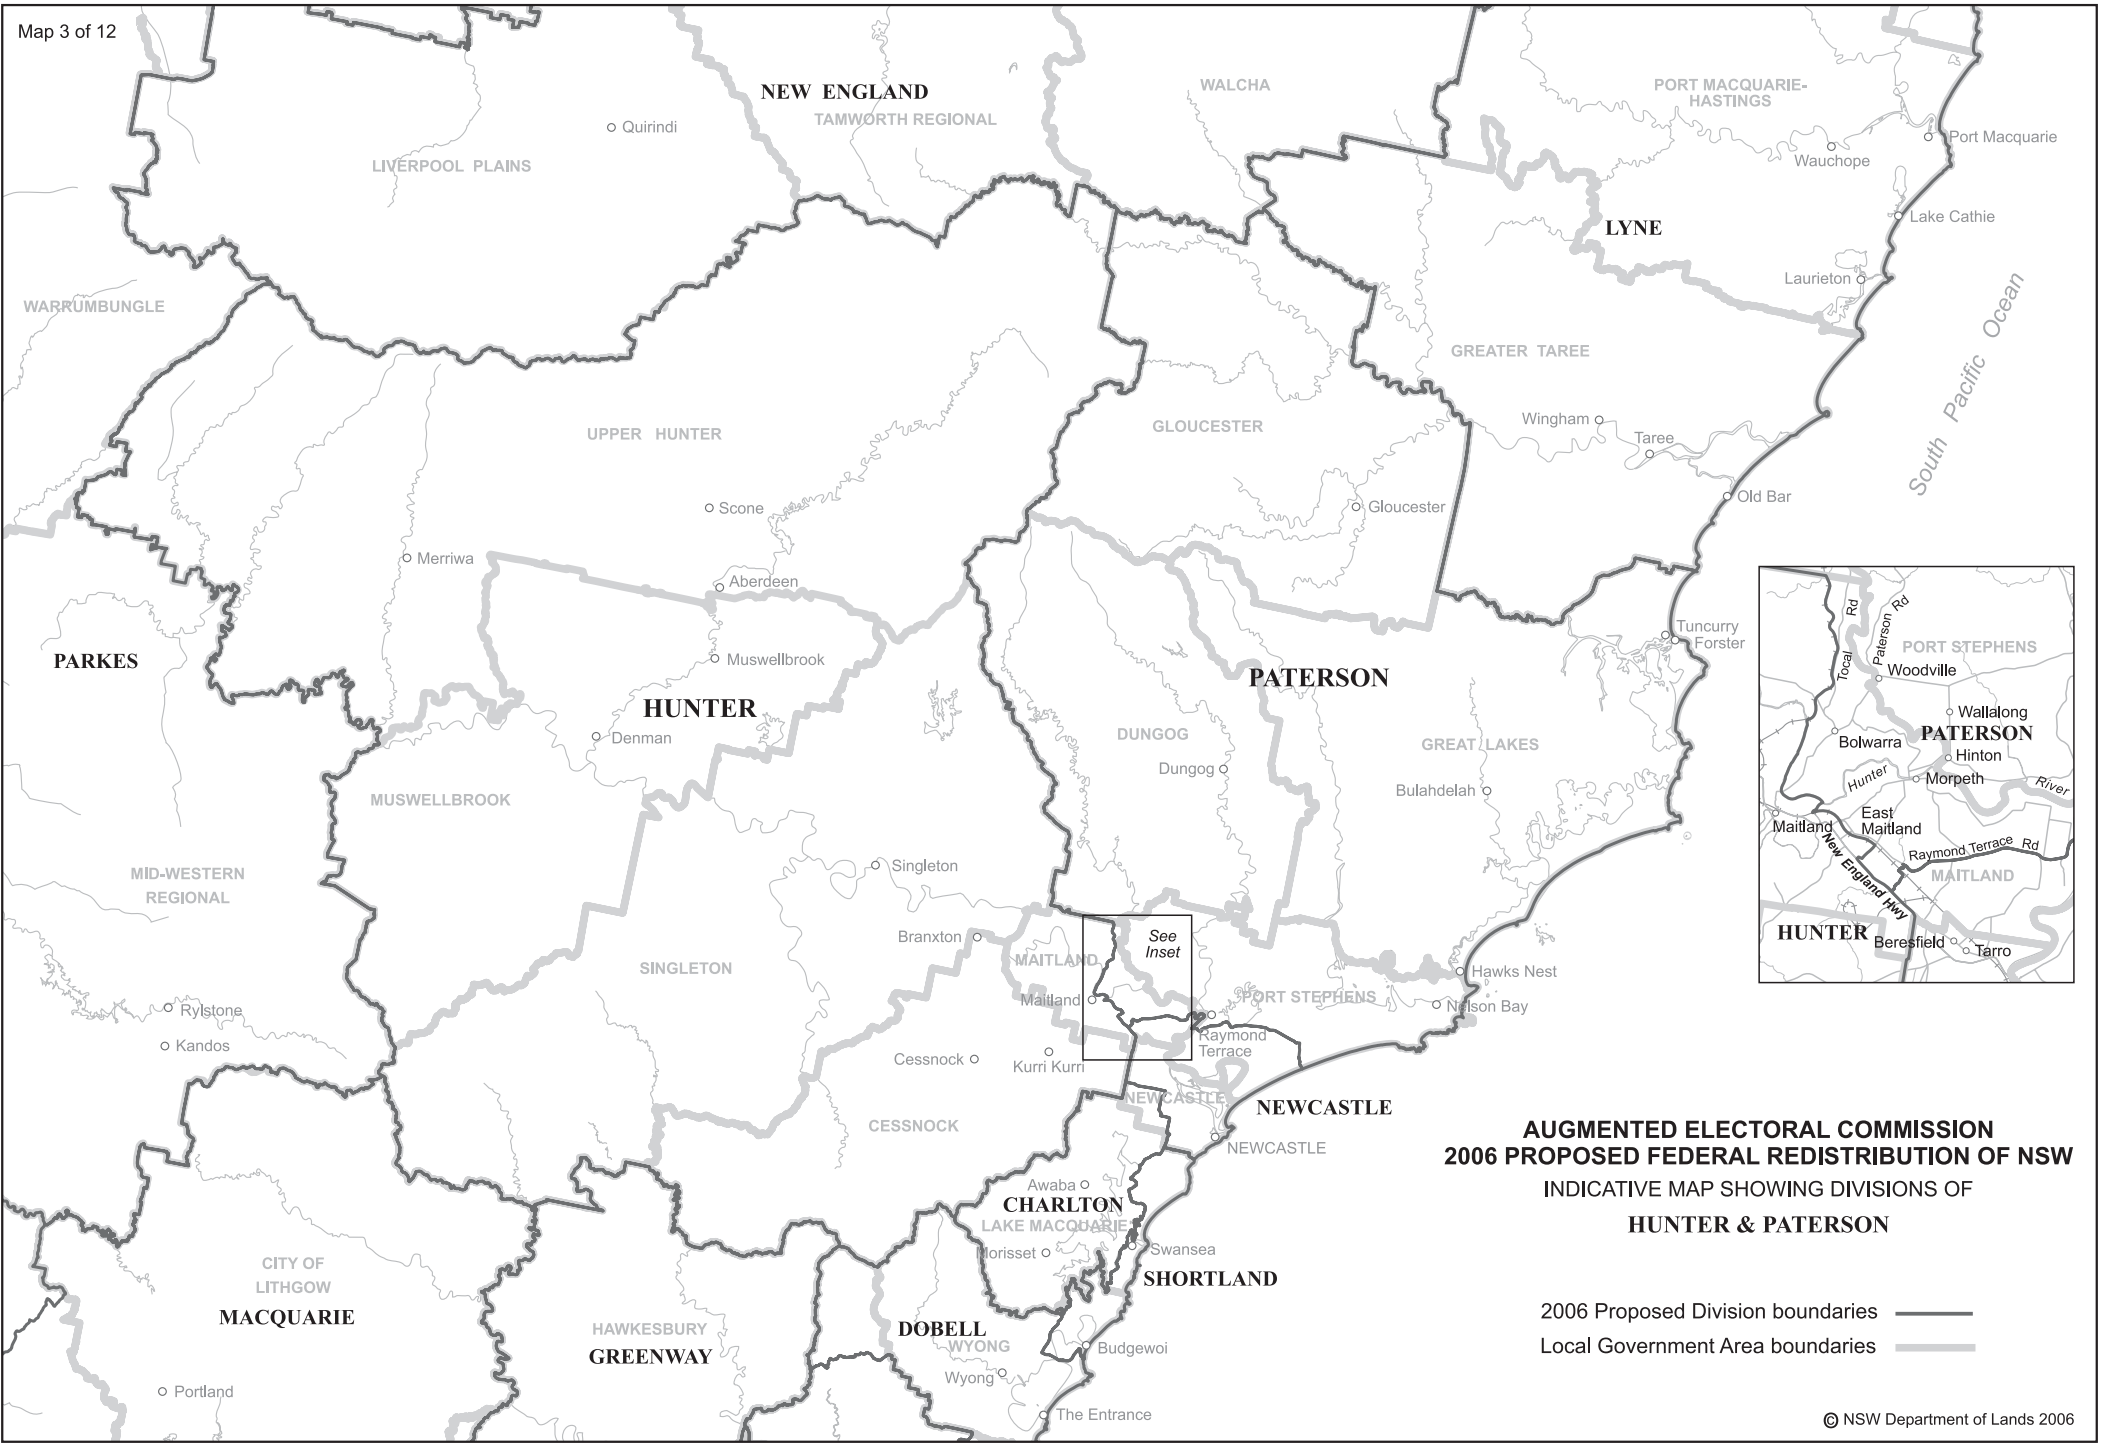 Map 3 of 12
NEW ENGLAND
TAMWORTH REGIONAL
WALCHA
PORT MACQUARIE-
HASTINGS
Quirindi
Port Macquarie
Wauchope
LIVERPOOL PLAINS
Lake Cathie
LYNE
Laurieton
WARRUMBUNGLE
South Pacific Ocean
GREATER TAREE
UPPER HUNTER
GLOUCESTER
Wingham
Taree
Old Bar
Scone
Gloucester
Merriwa
Aberdeen
PARKES
Muswellbrook
HUNTER
PATERSON
Tuncurry
Forster
Denman
DUNGOG
GREAT LAKES
Dungog
Bulahdelah
MUSWELLBROOK
MID-WESTERN
REGIONAL
Singleton
Branxton
SINGLETON
MAITLAND
See
Inset
Hawks Nest
PORT STEPHENS
Nelson Bay
Maitland
Rylstone
Kandos
Raymond
Terrace
Cessnock
Kurri Kurri
NEWCASTLE
NEWCASTLE
CESSNOCK
NEWCASTLE
Awaba
CHARLTON
LAKE MACQUARIE
Morisset
Swansea
SHORTLAND
CITY OF
LITHGOW
MACQUARIE
HAWKESBURY
GREENWAY
DOBELL
WYONG
Budgewoi
Wyong
Portland
The Entrance
Rd
Rd
Paterson
Tocal
PORT STEPHENS
Woodville
Wallalong
PATERSON
Bolwarra
Hinton
Hunter
Morpeth
River
East
Maitland
Maitland
New England Hwy
Raymond Terrace Rd
MAITLAND
HUNTER
Beresfield
Tarro
AUGMENTED ELECTORAL COMMISSION
2006 PROPOSED FEDERAL REDISTRIBUTION OF NSW
INDICATIVE MAP SHOWING DIVISIONS OF
HUNTER & PATERSON
2006 Proposed Division boundaries
Local Government Area boundaries
© NSW Department of Lands 2006